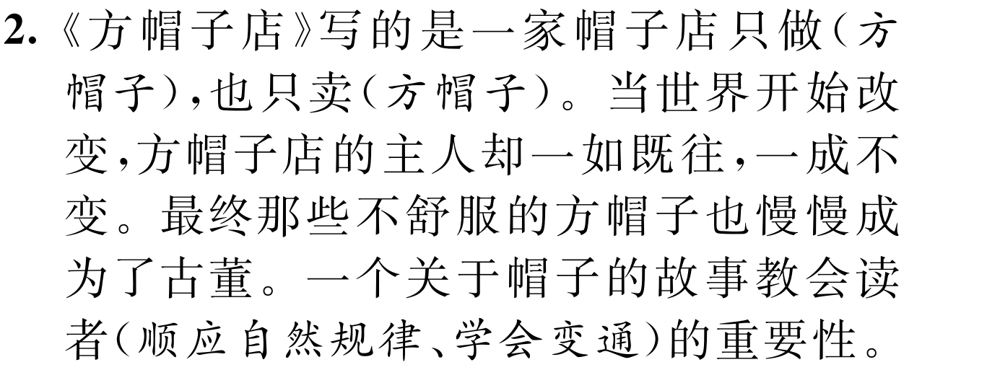 2.《方帽子店》写的是一家帽子店只做(方
帽子),也只卖(方帽子)。当世界开始改
变,方帽子店的主人却一如既往,一成不
变。最终那些不舒服的方帽子也慢慢成
为了古董。一个关于帽子的故事教会读
者(顺应自然规律、学会变通)的重要性。